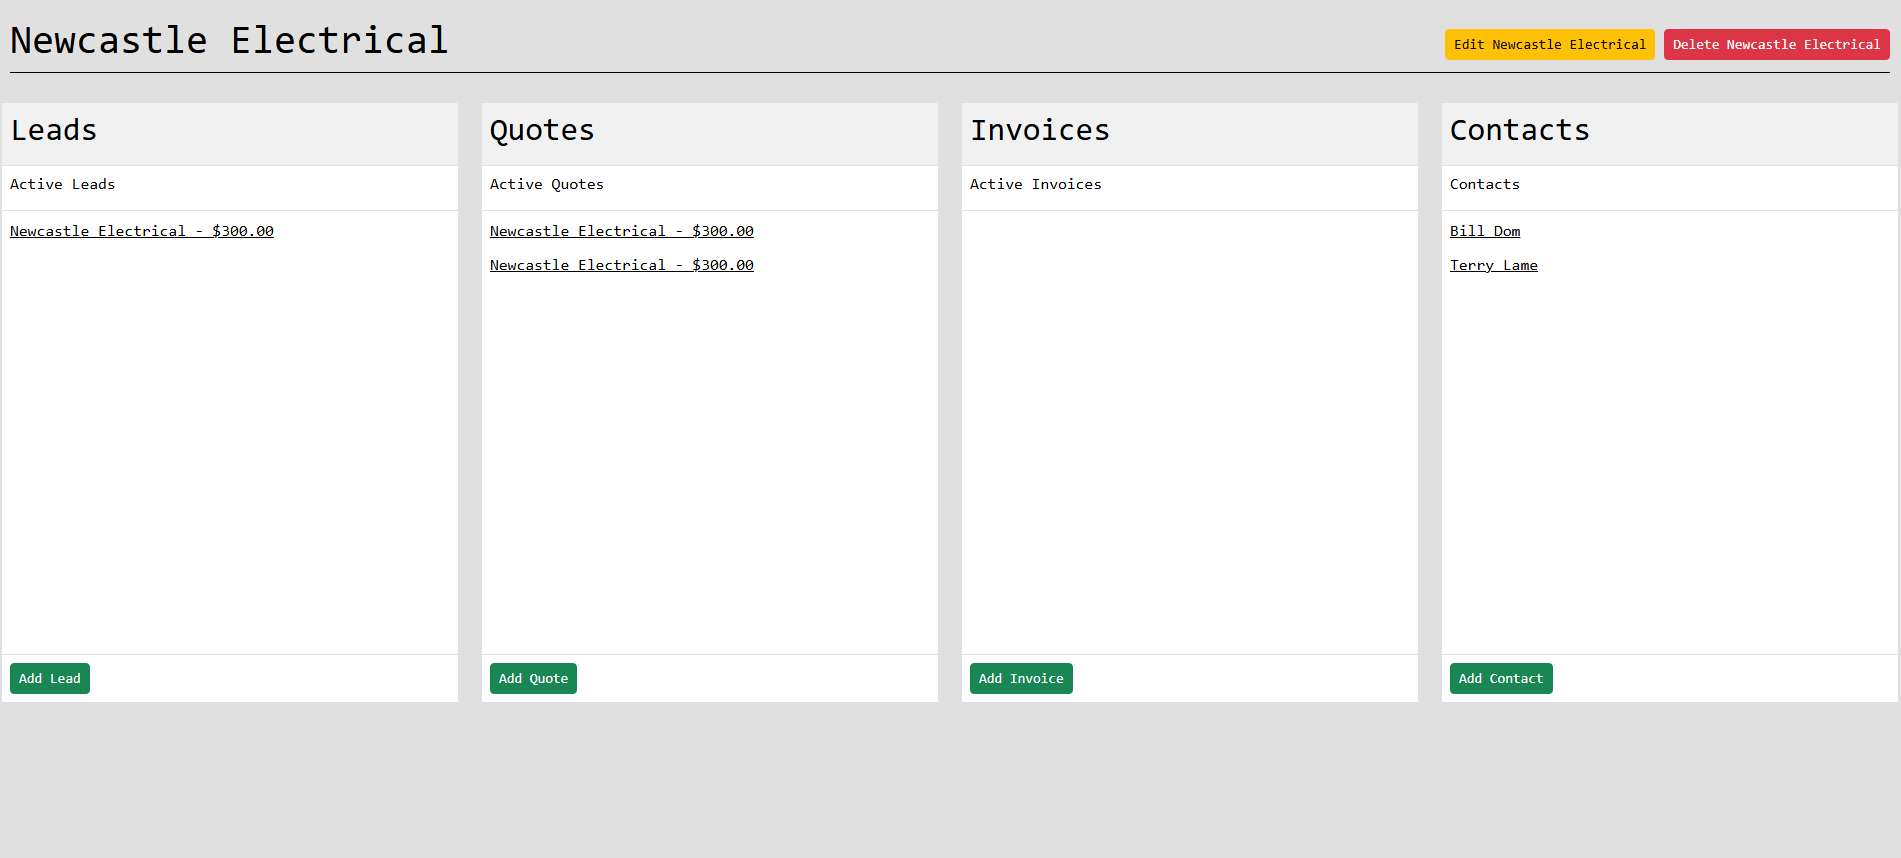 Newcastle Electrical
Edit Newcastle Electrical
Delete Newcastle Electrical
Leads
Active Leads
Newcastle Electrical - $300.00
Add Lead
Quotes
Active Quotes
Newcastle Electrical - $300.00
Newcastle Electrical - $300.00
Add Quote
Invoices
Active Invoices
Add Invoice
Contacts
Contacts
Bill Dom
Terry Lame
Add Contact